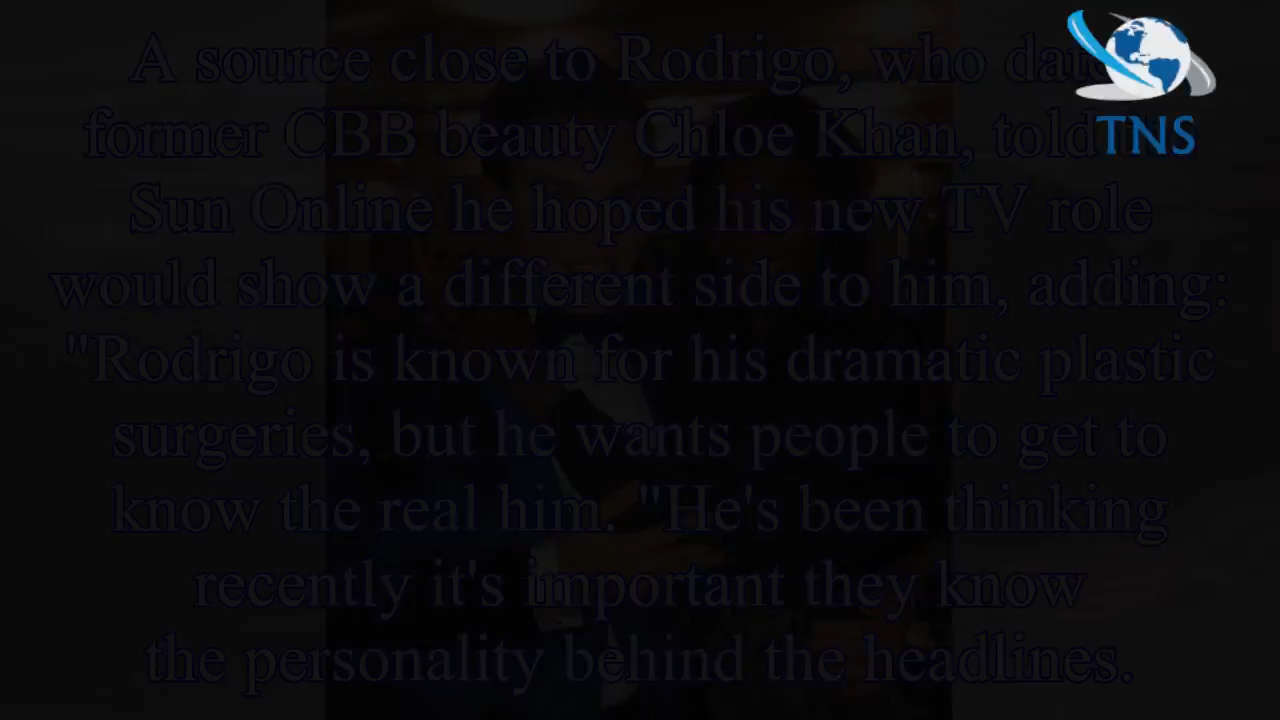 A source close to Rodrigo, who
former CBB beauty Chloe Khan, told
Sun Online he hoped his new TV role
would show a different side to him, adding:
"Rodrigo is known for his dramatic plastic
surgeries, but he wants people to get to
know the real him. "He's been thinking
recently it's important they know
the personality behind the headlines.
TNS